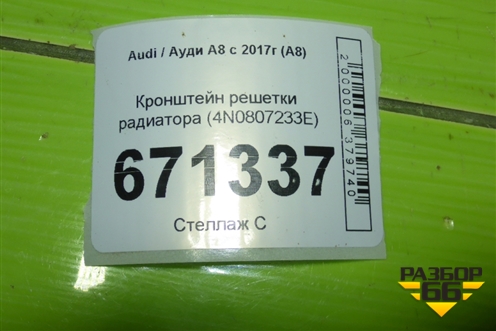 Audi / Ауди А8 с 2017г (А8)
Кронштейн решетки
радиатора (4N0807233E)
671337
Стеллаж С
2000006379740
РАЗБОР
66